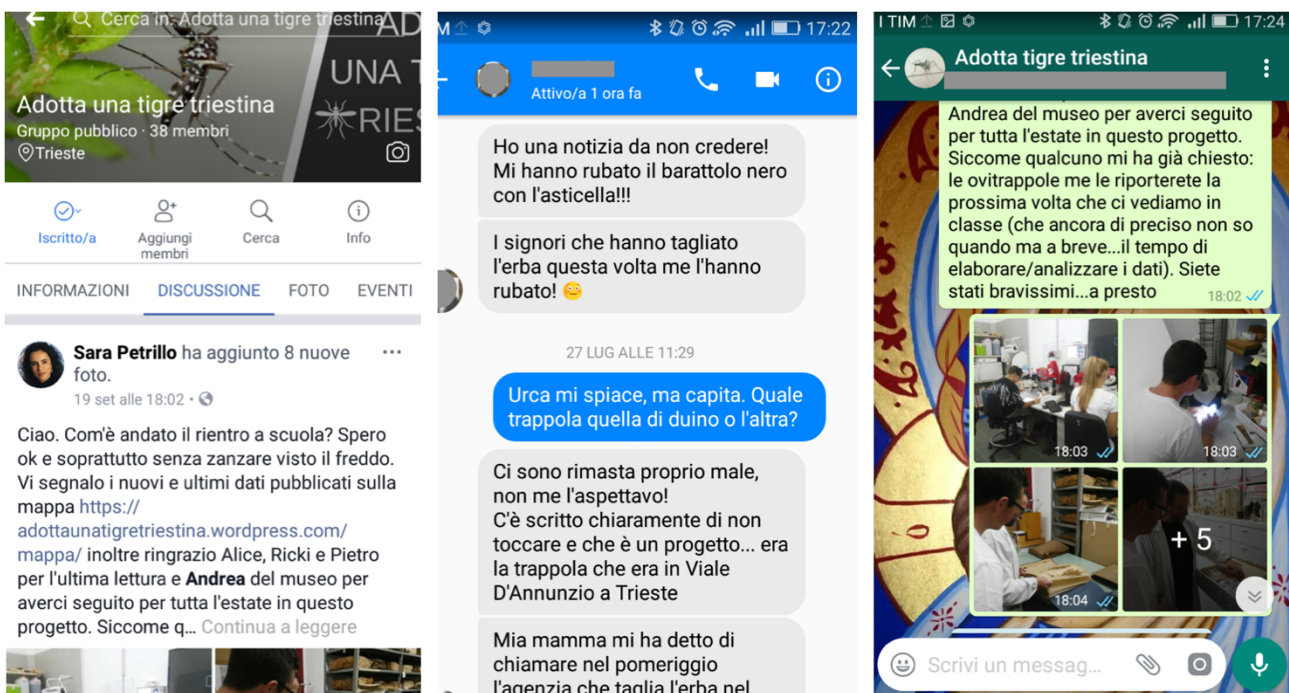 Cerca in: Adotta una tigre triestina
UNA
Adotta una tigre triestina
RIES
Gruppo pubblico · 38 membri
Trieste
Iscritto/a
Aggiungi
membri
Cerca
Info
INFORMAZIONI DISCUSSIONE FOTO EVENTI
Sara Petrillo ha aggiunto 8 nuove
foto.
19 set alle 18:02 ·
Ciao. Com'è andato il rientro a scuola? Spero
ok e soprattutto senza zanzare visto il freddo.
Vi segnalo i nuovi e ultimi dati pubblicati sulla
mappa https://
adottaunatigretriestina.wordpress.com/
mappa/ inoltre ringrazio Alice, Ricki e Pietro
per l'ultima lettura e Andrea del museo per
averci seguito per tutta l'estate in questo
progetto. Siccome q... Continua a leggere
M 17:22
Attivo/a 1 ora fa
Ho una notizia da non credere!
Mi hanno rubato il barattolo nero
con l'asticella!!!
I signori che hanno tagliato
l'erba questa volta me l'hanno
rubato!
27 LUG ALLE 11:29
Urca mi spiace, ma capita. Quale
trappola quella di duino o l'altra?
Ci sono rimasta proprio male,
non me l'aspettavo!
C'è scritto chiaramente di non
toccare e che è un progetto... era
la trappola che era in Viale
D'Annunzio a Trieste
Mia mamma mi ha detto di
chiamare nel pomeriggio
l'agenzia che taglia l'erba nel
I TIM 17:24
Adotta tigre triestina
Andrea del museo per averci seguito
per tutta l'estate in questo progetto.
Siccome qualcuno mi ha già chiesto:
le ovitrappole me le riporterete la
prossima volta che ci vediamo in
classe (che ancora di preciso non so
quando ma a breve...il tempo di
elaborare/analizzare i dati). Siete
stati bravissimi...a presto 18:02
18:03
18:03
18:04
+ 5
Scrivi un messag...